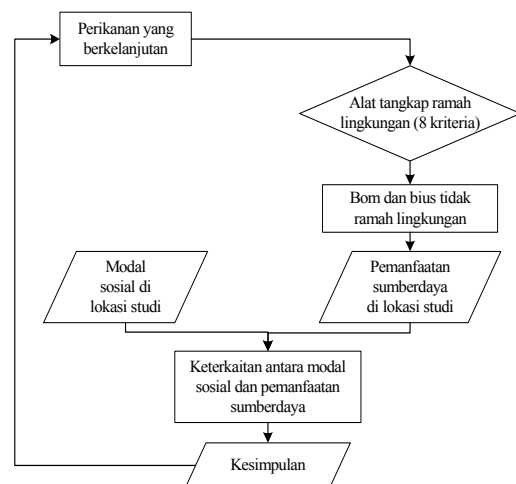 Perikanan yang
berkelanjutan
Alat tangkap ramah
lingkungan (8 kriteria)
Bom dan bius tidak
ramah lingkungan
Modal
sosial di
lokasi studi
Pemanfaatan
sumberdaya
di lokasi studi
Keterkaitan antara modal
sosial dan pemanfaatan
sumberdaya
Kesimpulan